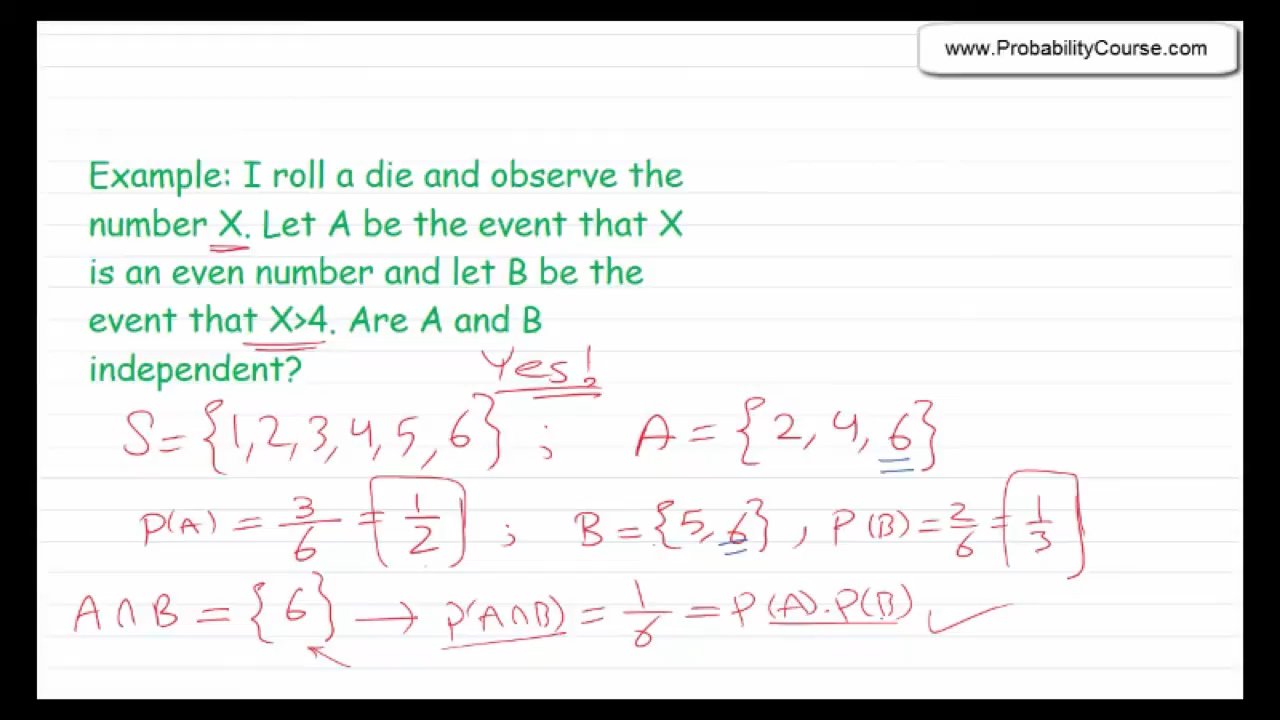 www.ProbabilityCourse.com
Example: I roll a die and observe the
number X. Let A be the event that X
is an even number and let B be the
event that X>4. Are A and B
independent? Yes!
S = {1,2,3,4,5,6} ; A = {2, 4, 6}
P(A) = 3/6 = 1/2 ; B = {5,6} , P(B) = 2/6 = 1/3
A ∩ B = {6} → P(A∩B) = 1/6 = P(A).P(B) ✓